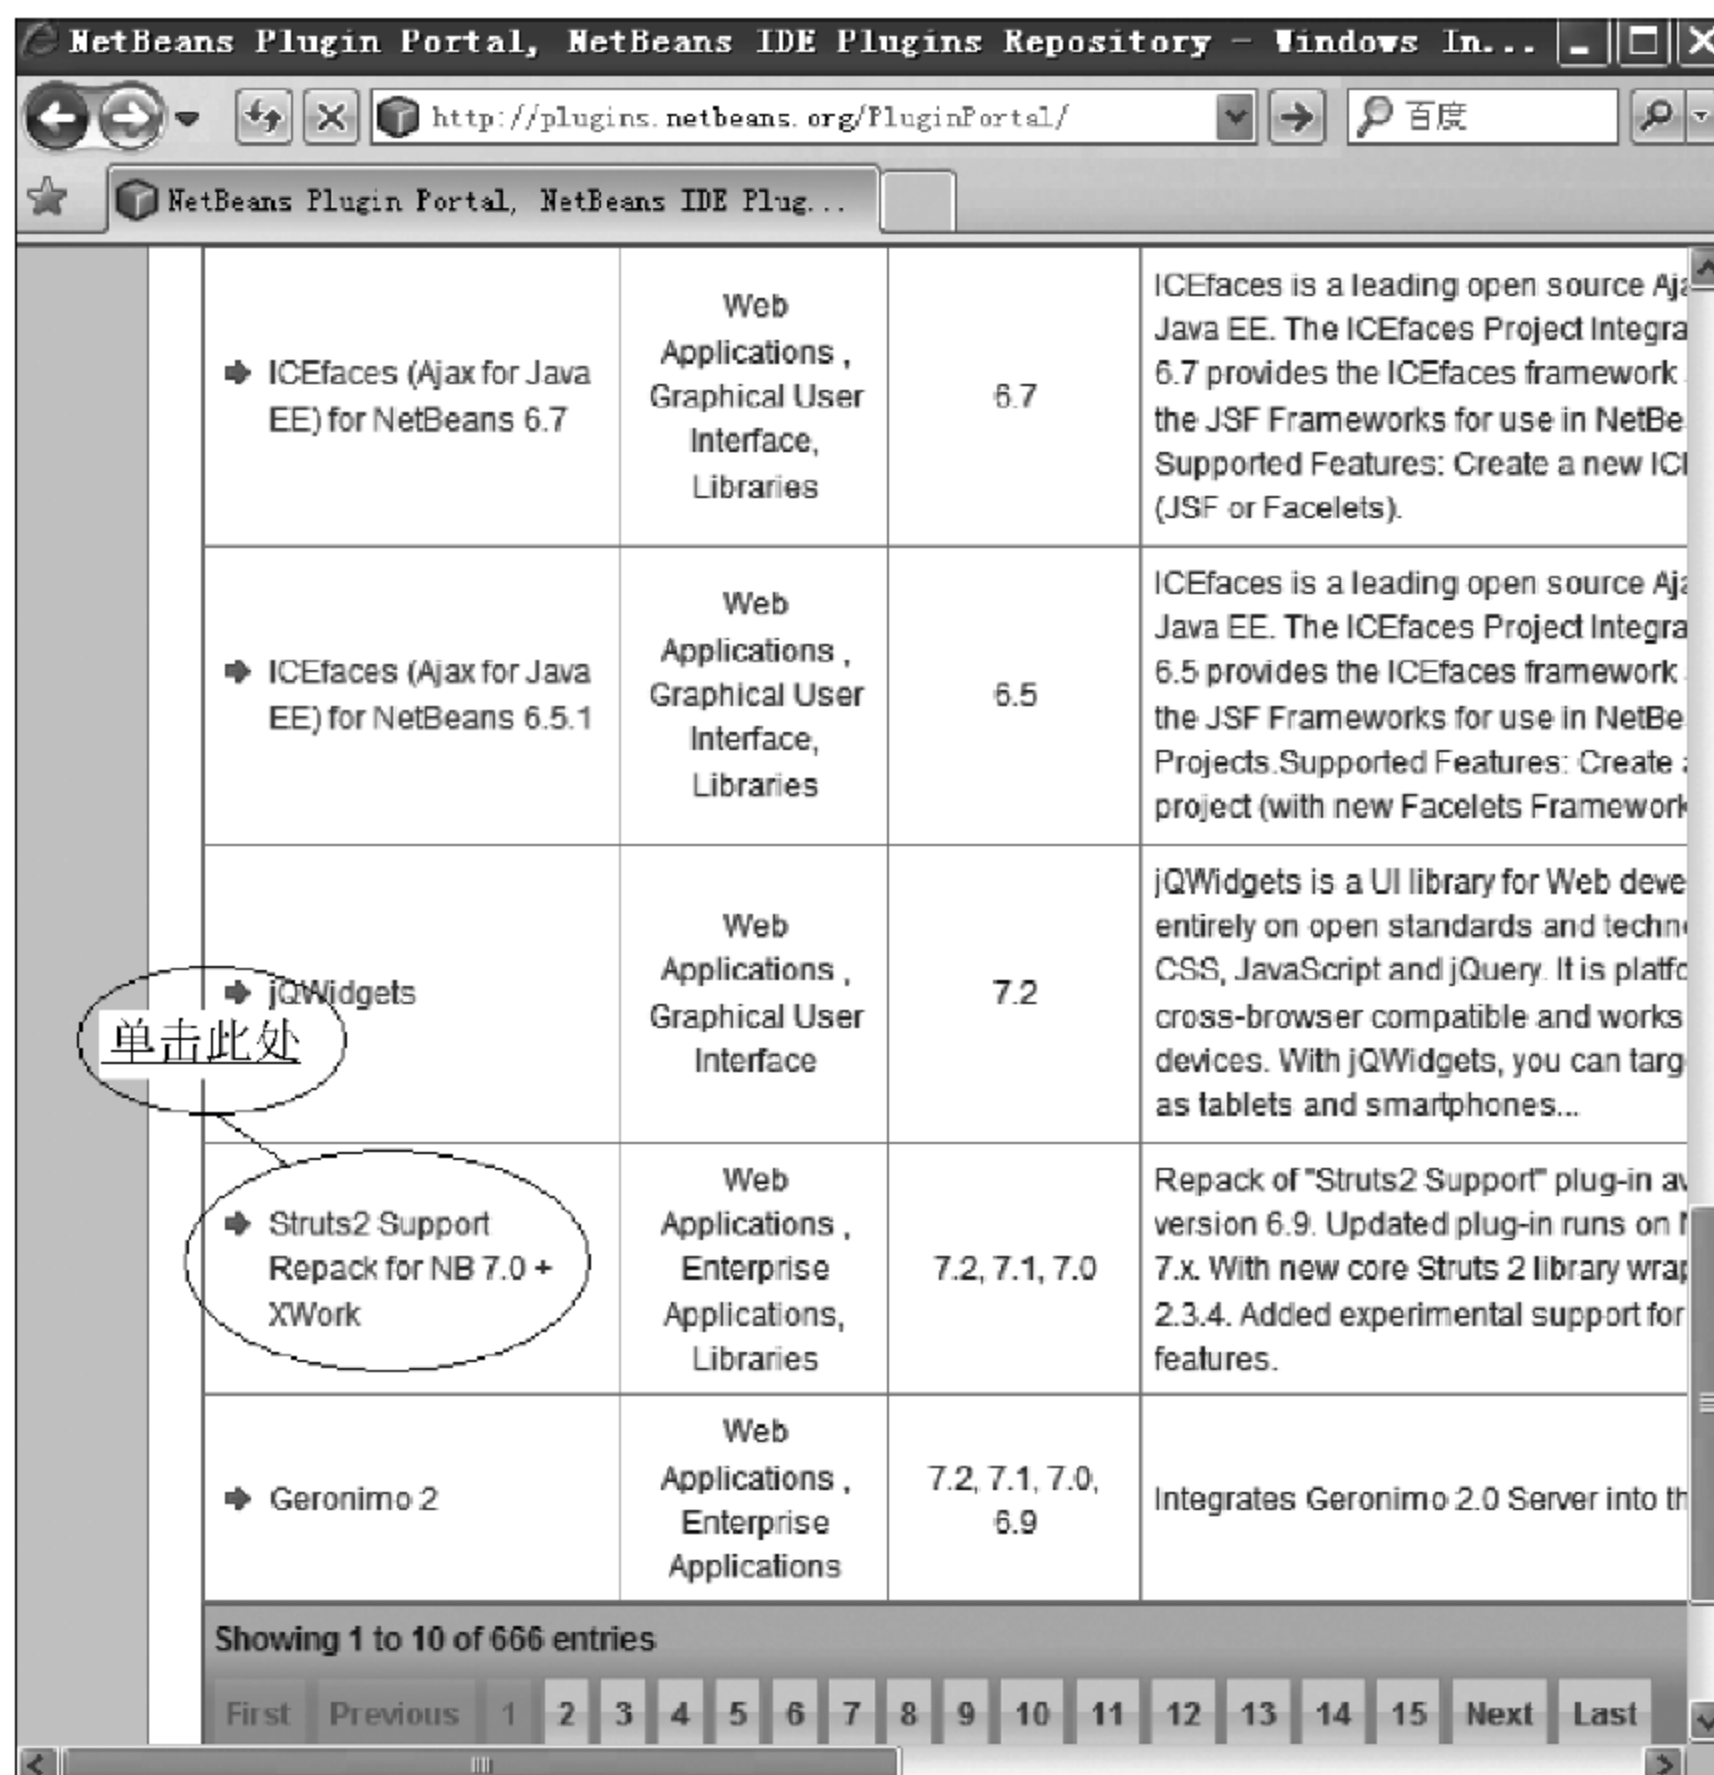 NetBeans Plugin Portal, NetBeans IDE Plugins Repository - Windows In...
http://plugins.netbeans.org/PluginPortal/
百度
NetBeans Plugin Portal, NetBeans IDE Plug...
ICEfaces (Ajax for Java
EE) for NetBeans 6.7
Web
Applications ,
Graphical User
Interface,
Libraries
6.7
ICEfaces is a leading open source Aja
Java EE. The ICEfaces Project Integra
6.7 provides the ICEfaces framework
the JSF Frameworks for use in NetBe
Supported Features: Create a new ICE
(JSF or Facelets).
ICEfaces (Ajax for Java
EE) for NetBeans 6.5.1
Web
Applications ,
Graphical User
Interface,
Libraries
6.5
ICEfaces is a leading open source Aja
Java EE. The ICEfaces Project Integra
6.5 provides the ICEfaces framework
the JSF Frameworks for use in NetBe
Projects.Supported Features: Create a
project (with new Facelets Framework
jQWidgets
Web
Applications ,
Graphical User
Interface
7.2
jQWidgets is a UI library for Web deve
entirely on open standards and techn
CSS, JavaScript and jQuery. It is platfo
cross-browser compatible and works
devices. With jQWidgets, you can targ
as tablets and smartphones...
单击此处
Struts2 Support
Repack for NB 7.0 +
XWork
Web
Applications ,
Enterprise
Applications,
Libraries
7.2, 7.1, 7.0
Repack of "Struts2 Support" plug-in av
version 6.9. Updated plug-in runs on N
7.x. With new core Struts 2 library wrap
2.3.4. Added experimental support for
features.
Geronimo 2
Web
Applications ,
Enterprise
Applications
7.2, 7.1, 7.0,
6.9
Integrates Geronimo 2.0 Server into th
Showing 1 to 10 of 666 entries
First Previous 1 2 3 4 5 6 7 8 9 10 11 12 13 14 15 Next Last